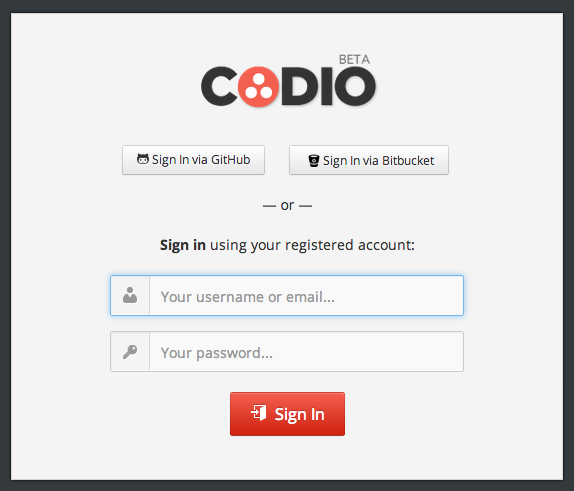 BETA
CODIO
Sign In via GitHub
Sign In via Bitbucket
— or —
Sign in using your registered account:
Your username or email...
Your password...
Sign In